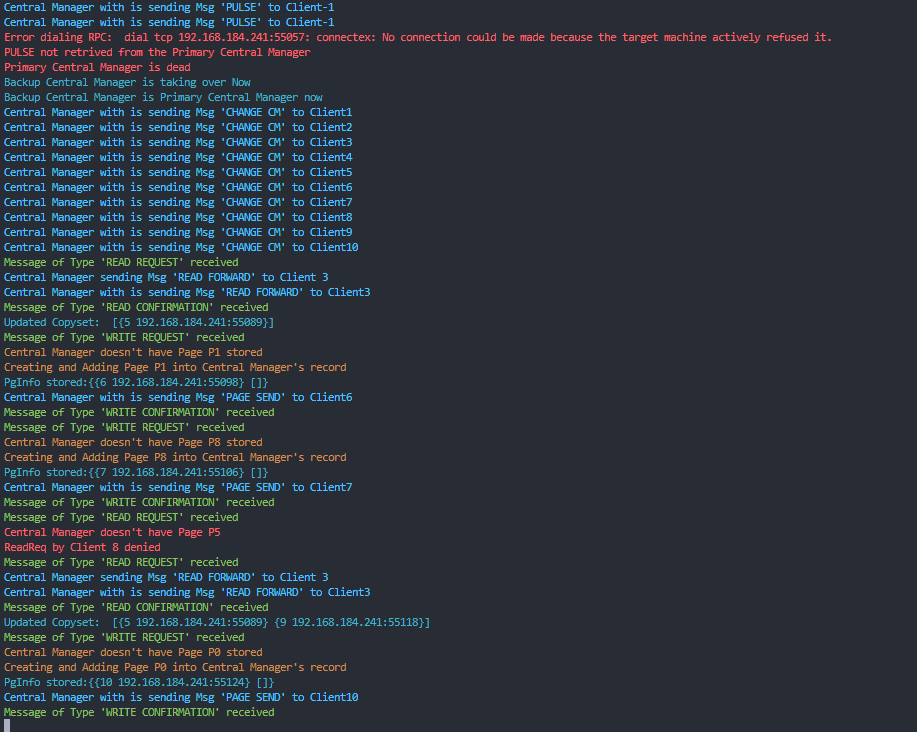 Central Manager with is sending Msg 'PULSE' to Client-1
Central Manager with is sending Msg 'PULSE' to Client-1
Error dialing RPC:  dial tcp 192.168.184.241:55057: connectex: No connection could be made because the target machine actively refused it.
PULSE not retrived from the Primary Central Manager
Primary Central Manager is dead
Backup Central Manager is taking over Now
Backup Central Manager is Primary Central Manager now
Central Manager with is sending Msg 'CHANGE CM' to Client1
Central Manager with is sending Msg 'CHANGE CM' to Client2
Central Manager with is sending Msg 'CHANGE CM' to Client3
Central Manager with is sending Msg 'CHANGE CM' to Client4
Central Manager with is sending Msg 'CHANGE CM' to Client5
Central Manager with is sending Msg 'CHANGE CM' to Client6
Central Manager with is sending Msg 'CHANGE CM' to Client7
Central Manager with is sending Msg 'CHANGE CM' to Client8
Central Manager with is sending Msg 'CHANGE CM' to Client9
Central Manager with is sending Msg 'CHANGE CM' to Client10
Message of Type 'READ REQUEST' received
Central Manager sending Msg 'READ FORWARD' to Client 3
Central Manager with is sending Msg 'READ FORWARD' to Client3
Message of Type 'READ CONFIRMATION' received
Updated Copyset:  [{5 192.168.184.241:55089}]
Message of Type 'WRITE REQUEST' received
Central Manager doesn't have Page P1 stored
Creating and Adding Page P1 into Central Manager's record
PgInfo stored:{{6 192.168.184.241:55098} []}
Central Manager with is sending Msg 'PAGE SEND' to Client6
Message of Type 'WRITE CONFIRMATION' received
Message of Type 'WRITE REQUEST' received
Central Manager doesn't have Page P8 stored
Creating and Adding Page P8 into Central Manager's record
PgInfo stored:{{7 192.168.184.241:55106} []}
Central Manager with is sending Msg 'PAGE SEND' to Client7
Message of Type 'WRITE CONFIRMATION' received
Message of Type 'READ REQUEST' received
Central Manager doesn't have Page P5
ReadReq by Client 8 denied
Message of Type 'READ REQUEST' received
Central Manager sending Msg 'READ FORWARD' to Client 3
Central Manager with is sending Msg 'READ FORWARD' to Client3
Message of Type 'READ CONFIRMATION' received
Updated Copyset:  [{5 192.168.184.241:55089} {9 192.168.184.241:55118}]
Message of Type 'WRITE REQUEST' received
Central Manager doesn't have Page P0 stored
Creating and Adding Page P0 into Central Manager's record
PgInfo stored:{{10 192.168.184.241:55124} []}
Central Manager with is sending Msg 'PAGE SEND' to Client10
Message of Type 'WRITE CONFIRMATION' received